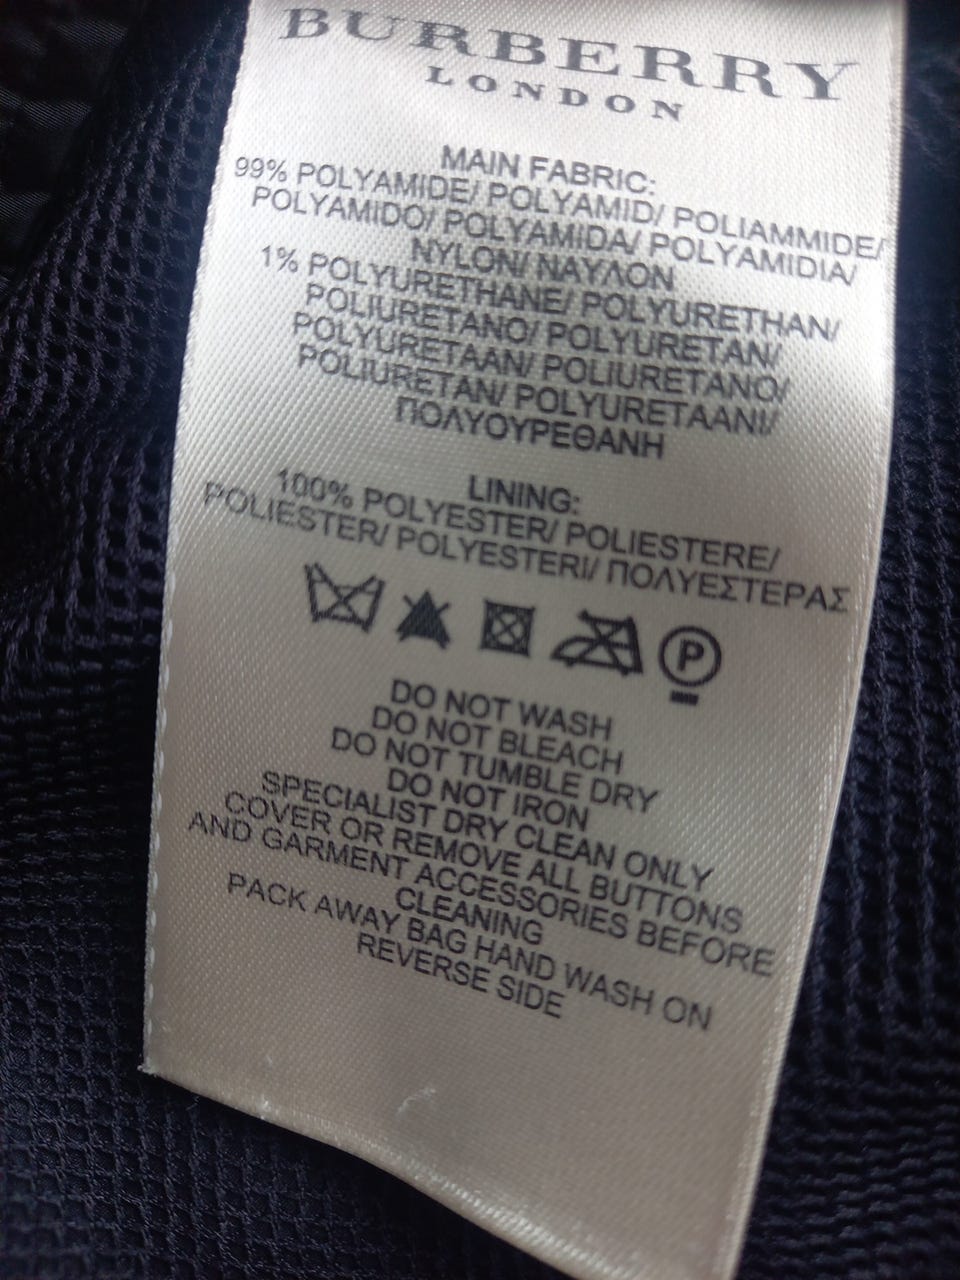 BURBERRY
LONDON
MAIN FABRIC:
99% POLYAMIDE/ POLYAMID/ POLIAMMIDE/
POLYAMIDO/ POLYAMIDA/ POLYAMIDIA/
NYLON/ ΝΑΥΛΟΝ
1% POLYURETHANE/ POLYURETHAN/
POLIURETANO/ POLYURETAN/
POLYURETAAN/ POLIURETANO/
POLIURETAN/ POLYURETAANI/
ΠΟΛΥΟΥΡΕΘΑΝΗ
LINING:
100% POLYESTER/ POLIESTERE/
POLIESTER/ POLYESTERI/ ΠΟΛΥΕΣΤΕΡΑΣ
P
DO NOT WASH
DO NOT BLEACH
DO NOT TUMBLE DRY
DO NOT IRON
SPECIALIST DRY CLEAN ONLY
COVER OR REMOVE ALL BUTTONS
AND GARMENT ACCESSORIES BEFORE
CLEANING
PACK AWAY BAG HAND WASH ON
REVERSE SIDE